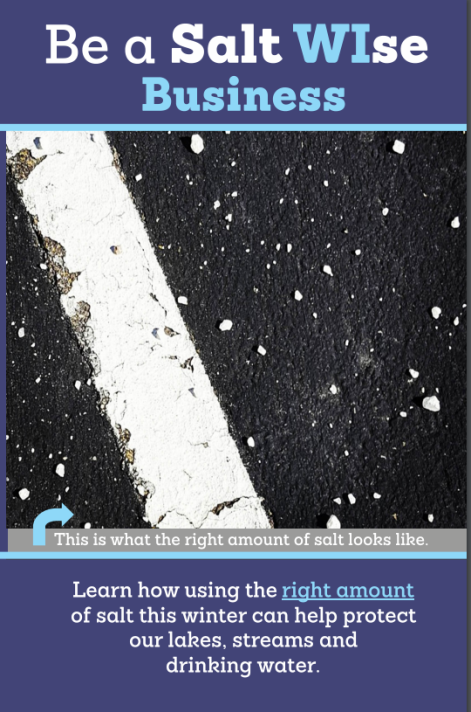 Be a Salt WIse
Business
This is what the right amount of salt looks like.
Learn how using the right amount
of salt this winter can help protect
our lakes, streams and
drinking water.